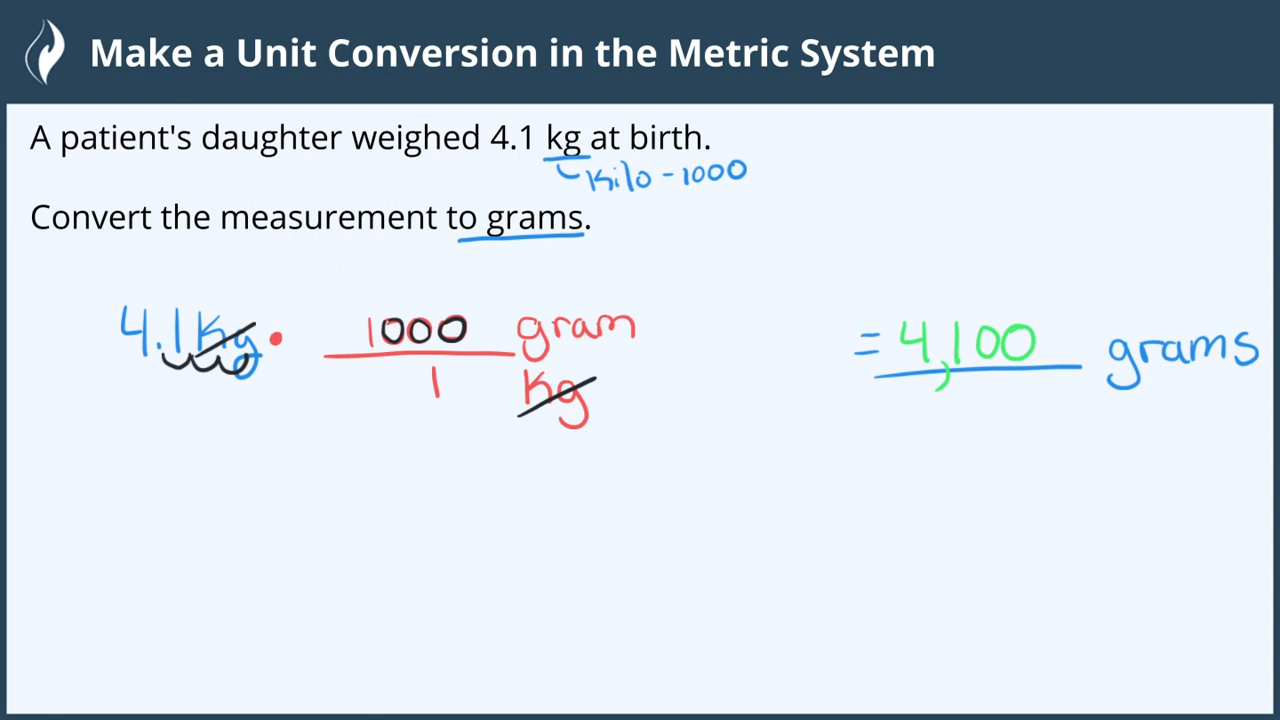 Make a Unit Conversion in the Metric System
A patient's daughter weighed 4.1 kg at birth.
Kilo - 1000
Convert the measurement to grams.
4.1 Kg • 1000 gram = 4,100 grams
1 Kg